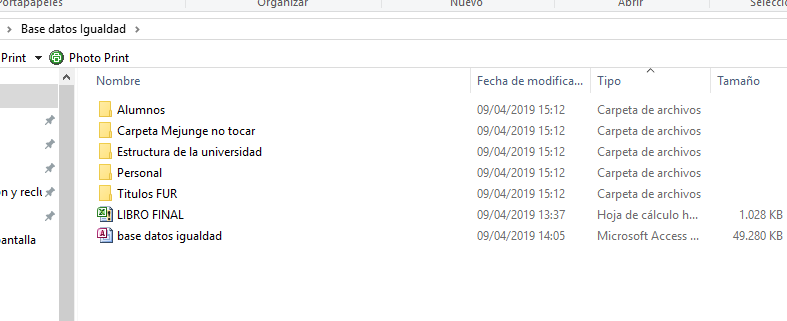 Portapapeles Organizar Nuevo Abrir Selecció
Base datos Igualdad
Print Photo Print
Nombre Fecha de modifica... Tipo Tamaño
Alumnos 09/04/2019 15:12 Carpeta de archivos
Carpeta Mejunge no tocar 09/04/2019 15:12 Carpeta de archivos
Estructura de la universidad 09/04/2019 15:12 Carpeta de archivos
Personal 09/04/2019 15:12 Carpeta de archivos
n y reclu Titulos FUR 09/04/2019 15:12 Carpeta de archivos
LIBRO FINAL 09/04/2019 13:37 Hoja de cálculo h... 1.028 KB
antalla base datos igualdad 09/04/2019 14:05 Microsoft Access ... 49.280 KB